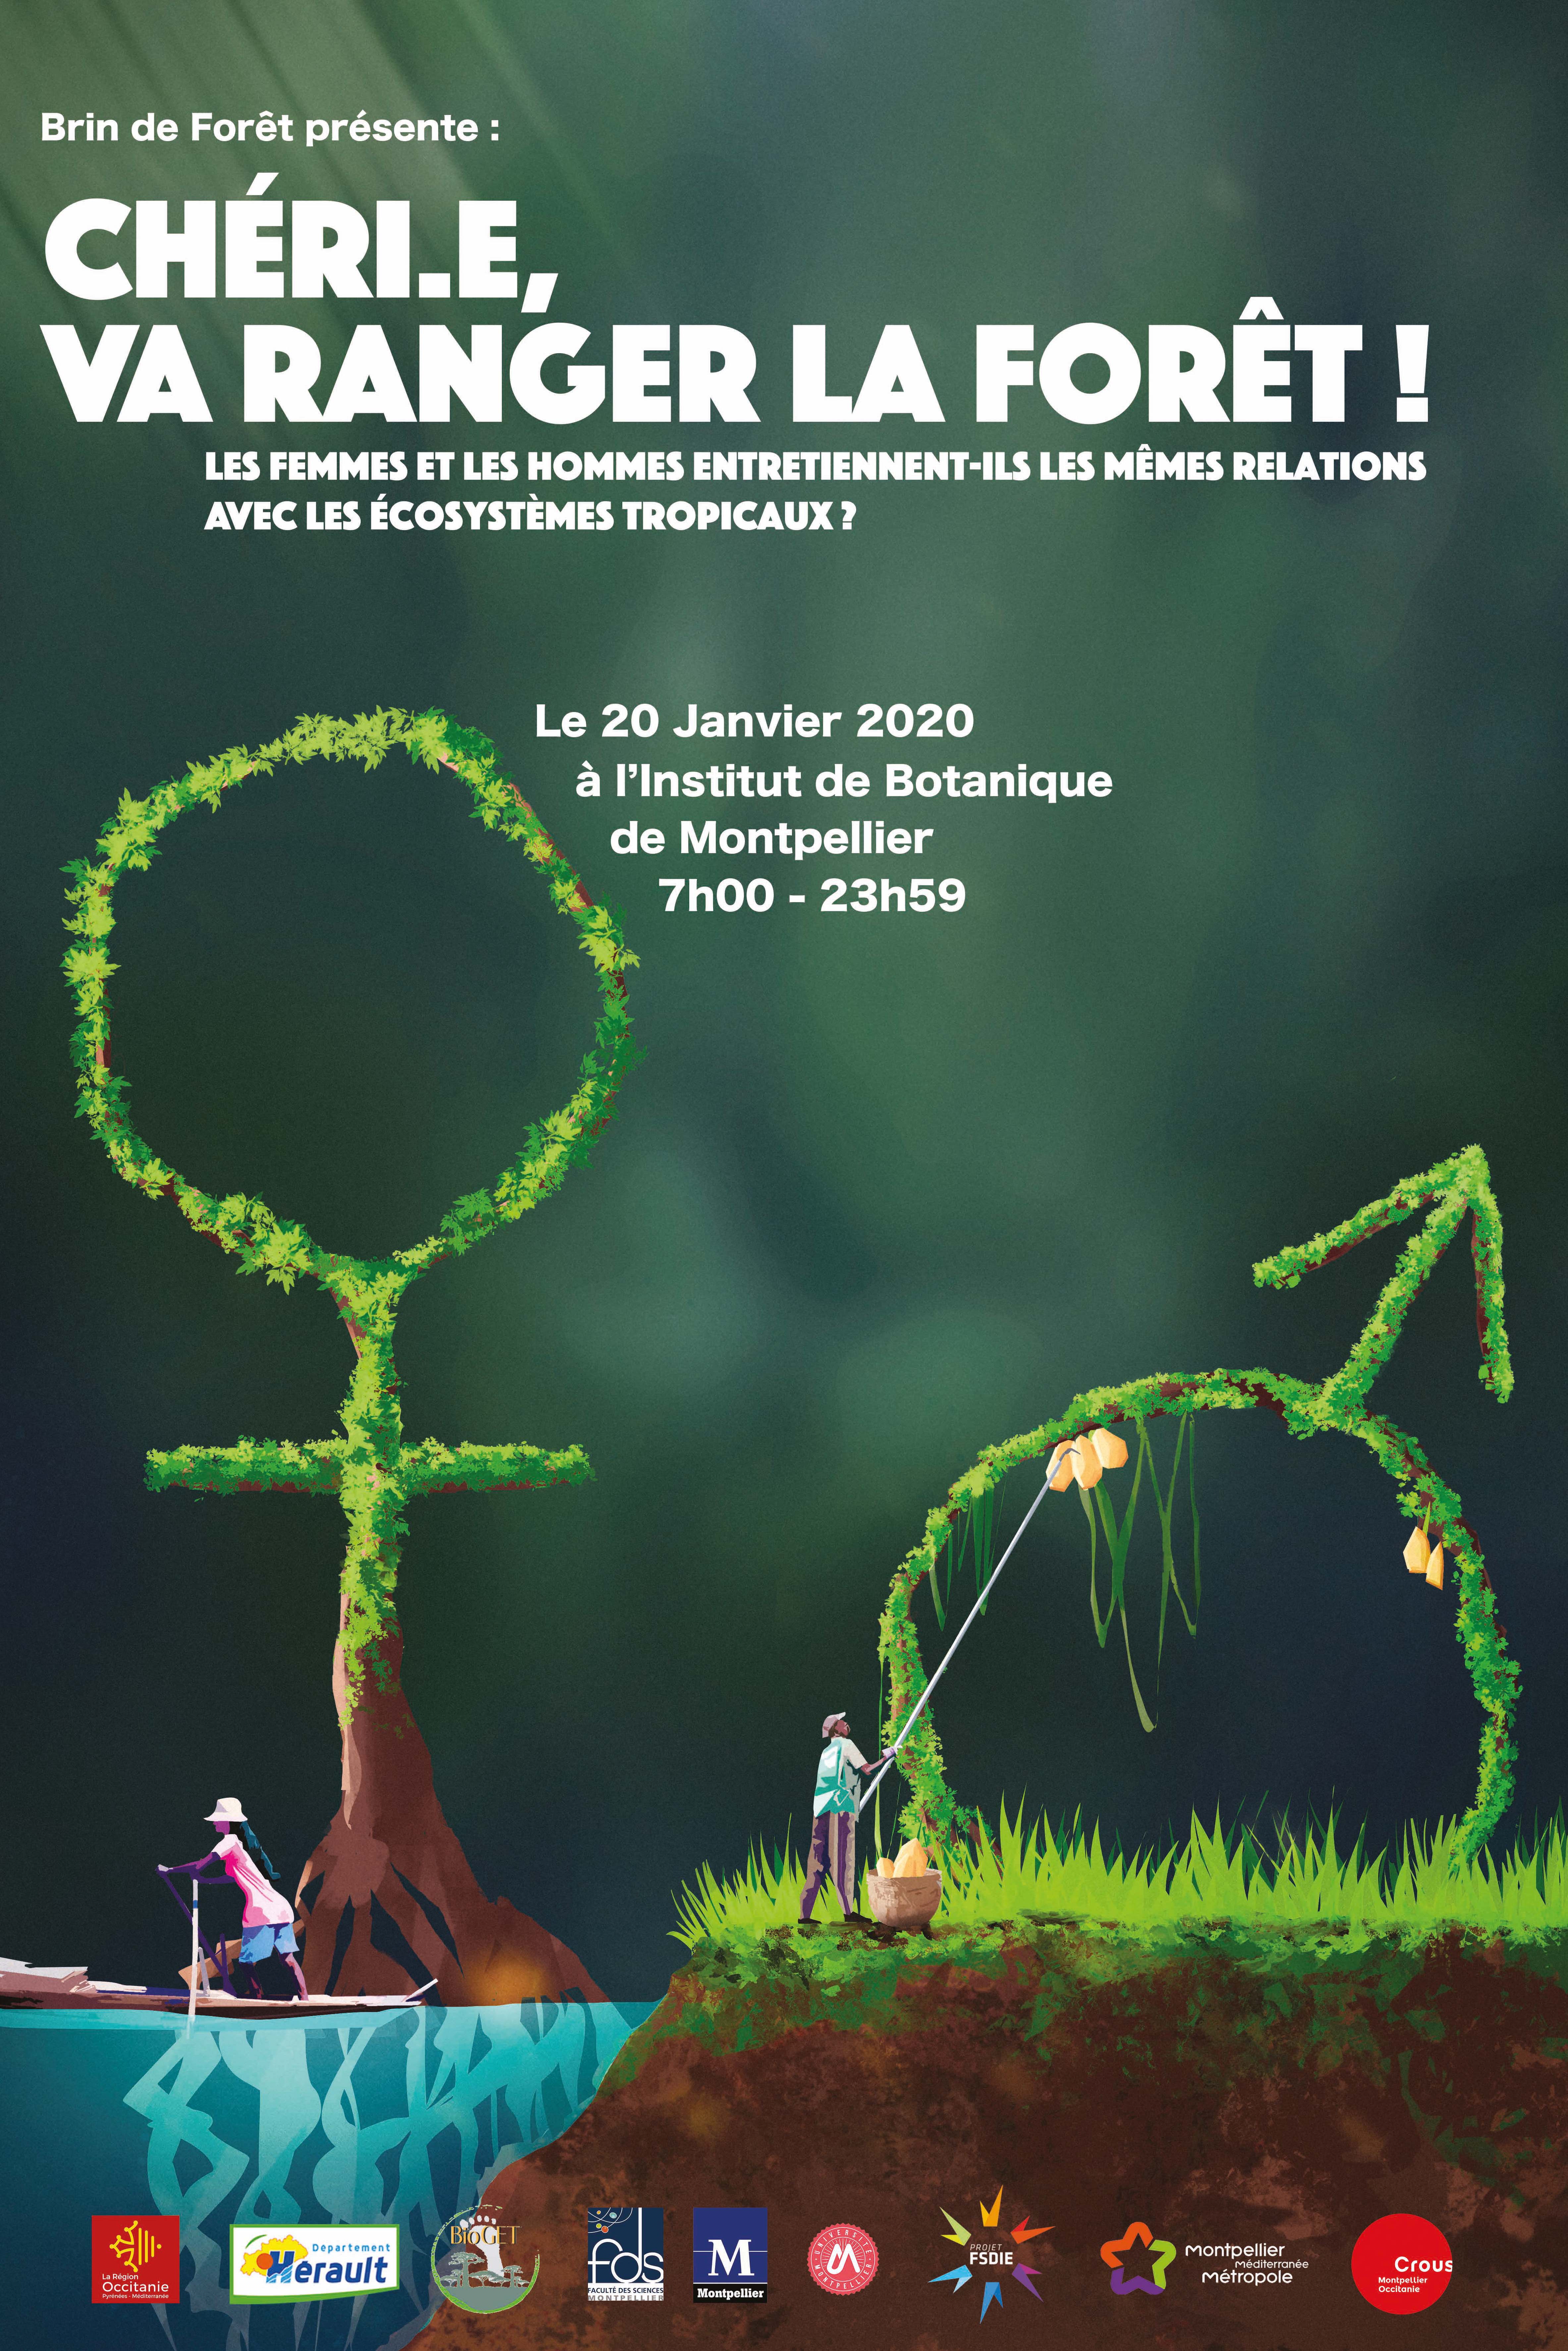 Brin de Forêt présente :
CHÉRI.E,
VA RANGER LA FORÊT !
LES FEMMES ET LES HOMMES ENTRETIENNENT-ILS LES MÊMES RELATIONS
AVEC LES ÉCOSYSTÈMES TROPICAUX ?
Le 20 Janvier 2020
à l'Institut de Botanique
de Montpellier
7h00 - 23h59
La Région
Occitanie
Pyrénées - Méditerranée
Département
Hérault
BioGET
fds
FACULTÉ DES SCIENCES
MONTPELLIER
M
Montpellier
UNIVERSITÉ
MONTPELLIER
PROJET
FSDIE
montpellier
méditerranée
métropole
Crous
Montpellier
Occitanie